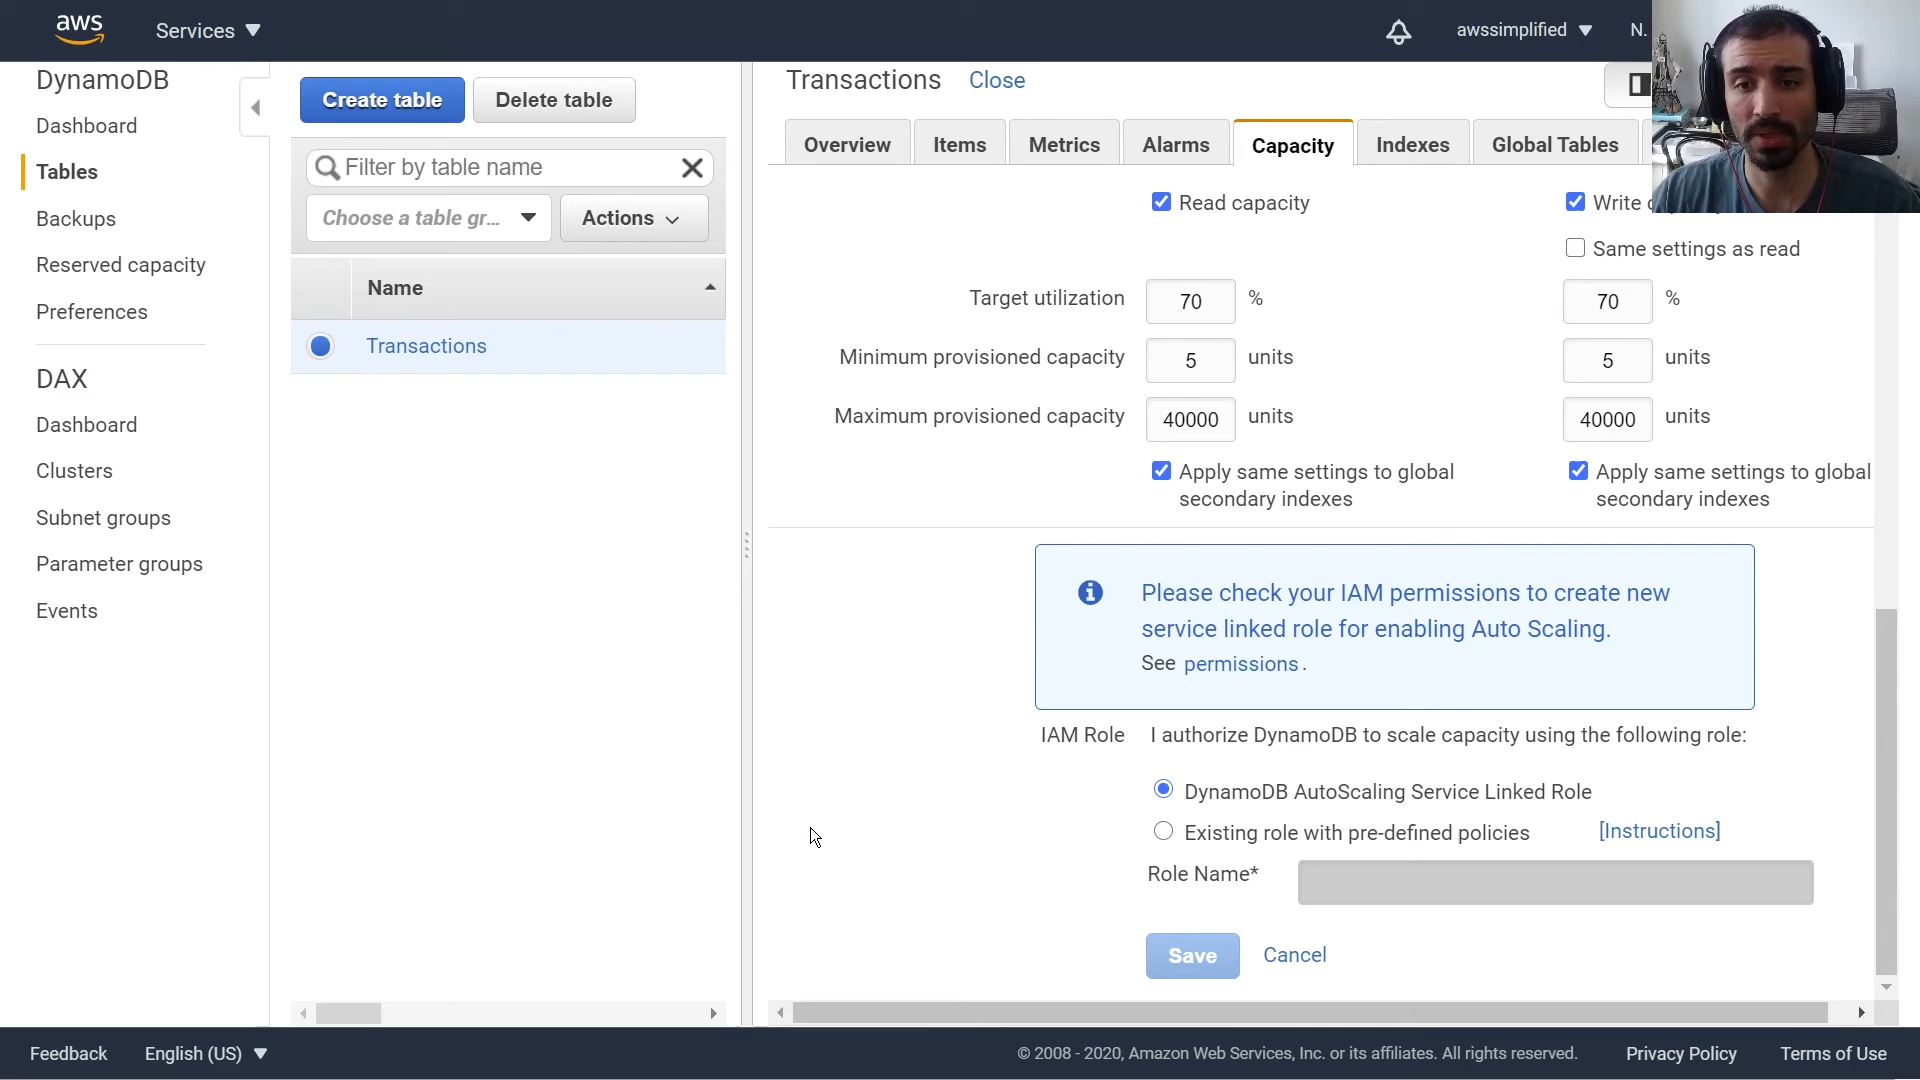 aws
Services
awssimplified
N.
DynamoDB
Dashboard
Tables
Backups
Reserved capacity
Preferences
DAX
Dashboard
Clusters
Subnet groups
Parameter groups
Events
Create table
Delete table
Filter by table name
Choose a table gr...
Actions
Name
Transactions
Transactions
Close
Overview
Items
Metrics
Alarms
Capacity
Indexes
Global Tables
Read capacity
Write
Same settings as read
Target utilization 70 % 70 %
Minimum provisioned capacity 5 units 5 units
Maximum provisioned capacity 40000 units 40000 units
Apply same settings to global
secondary indexes
Apply same settings to global
secondary indexes
Please check your IAM permissions to create new
service linked role for enabling Auto Scaling.
See permissions.
IAM Role I authorize DynamoDB to scale capacity using the following role:
DynamoDB AutoScaling Service Linked Role
Existing role with pre-defined policies [Instructions]
Role Name*
Save
Cancel
Feedback
English (US)
© 2008 - 2020, Amazon Web Services, Inc. or its affiliates. All rights reserved.
Privacy Policy
Terms of Use